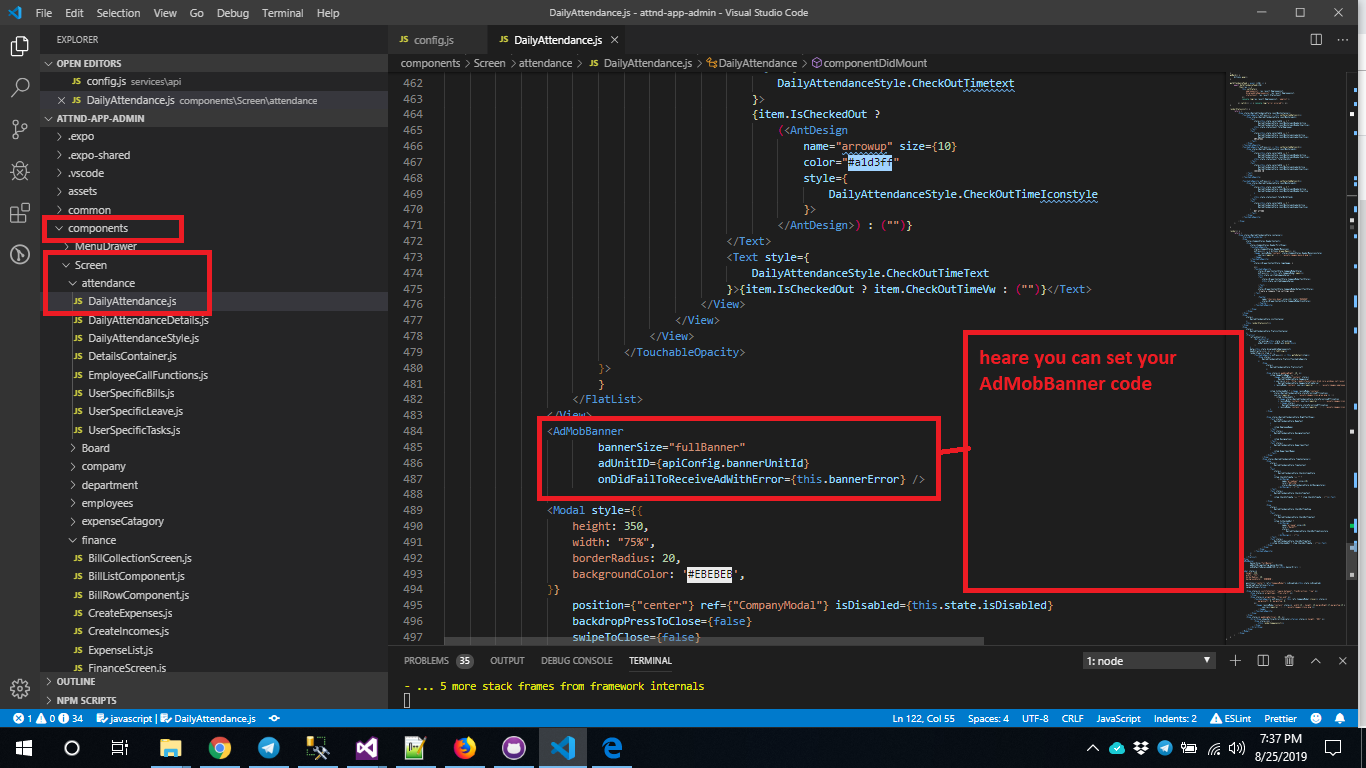 File Edit Selection View Go Debug Terminal Help
DailyAttendance.js - attnd-app-admin - Visual Studio Code
EXPLORER
OPEN EDITORS
JS config.js services\api
JS DailyAttendance.js components\Screen\attendance
ATTND-APP-ADMIN
.expo
.expo-shared
.vscode
assets
common
components
MenuDrawer
Screen
attendance
JS DailyAttendance.js
JS DailyAttendanceDetails.js
JS DailyAttendanceStyle.js
JS DetailsContainer.js
JS EmployeeCallFunctions.js
JS UserSpecificBills.js
JS UserSpecificLeave.js
JS UserSpecificTasks.js
Board
company
department
employees
expenseCatagory
finance
JS BillCollectionScreen.js
JS BillListComponent.js
JS BillRowComponent.js
JS CreateExpenses.js
JS CreateIncomes.js
JS ExpenseList.js
JS FinanceScreen.js
OUTLINE
NPM SCRIPTS
JS config.js
JS DailyAttendance.js
components > Screen > attendance > JS DailyAttendance.js > DailyAttendance > componentDidMount
462 DailyAttendanceStyle.CheckOutTimetext
463 }>
464 {item.IsCheckedOut ?
465 (<AntDesign
466 name="arrowup" size={10}
467 color="#a1d3ff"
468 style={
469 DailyAttendanceStyle.CheckOutTimeIconstyle
470 }>
471 </AntDesign>) : ("")}
472 </Text>
473 <Text style={
474 DailyAttendanceStyle.CheckOutTimeText
475 }>{item.IsCheckedOut ? item.CheckOutTimeVw : ("")}</Text>
476 </View>
477 </View>
478 </View>
479 </TouchableOpacity>
480 }>
481 }
482 </FlatList>
483 </View>
484 <AdMobBanner
485 bannerSize="fullBanner"
486 adUnitID={apiConfig.bannerUnitId}
487 onDidFailToReceiveAdWithError={this.bannerError} />
488
489 <Modal style={{
490 height: 350,
491 width: "75%",
492 borderRadius: 20,
493 backgroundColor: '#EBEBEB',
494 }}
495 position={"center"} ref={"CompanyModal"} isDisabled={this.state.isDisabled}
496 backdropPressToClose={false}
497 swipeToClose={false}
heare you can set your
AdMobBanner code
PROBLEMS 35 OUTPUT DEBUG CONSOLE TERMINAL
1: node
- ... 5 more stack frames from framework internals
1 0 34 javascript | DailyAttendance.js
Ln 122, Col 55 Spaces: 4 UTF-8 CRLF JavaScript Indents: 2 ESLint Prettier
7:37 PM
8/25/2019